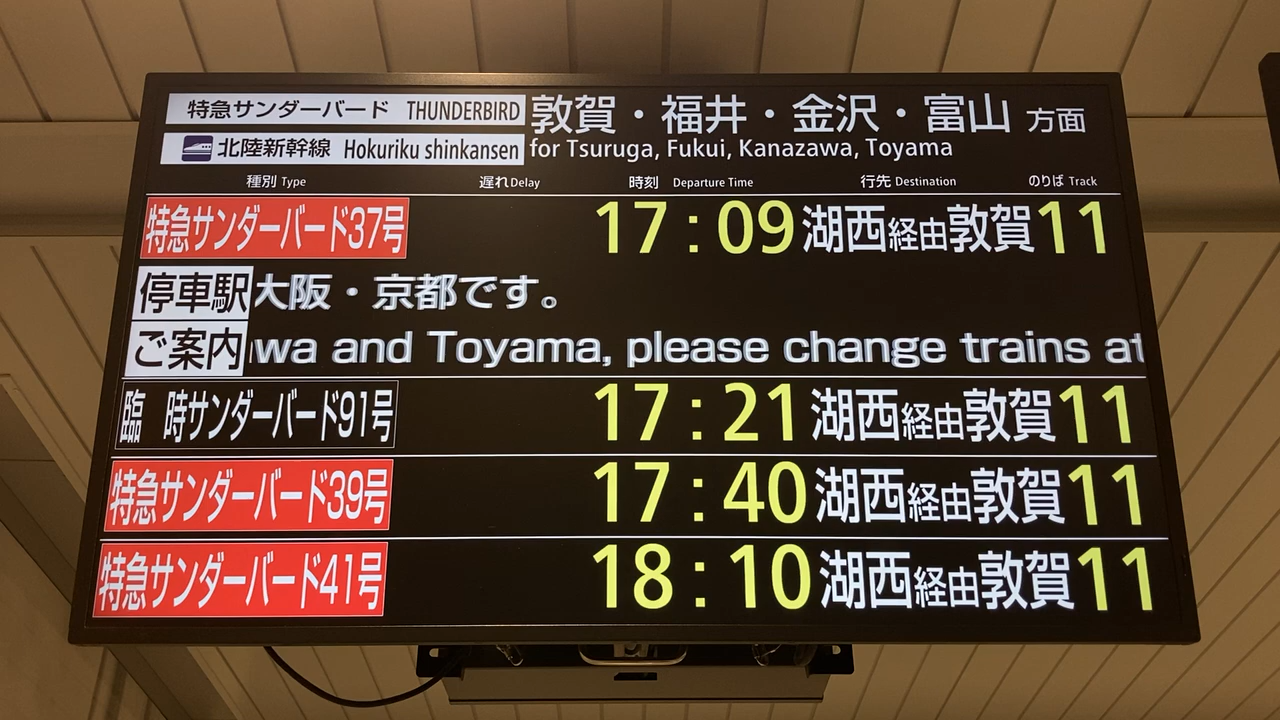 特急サンダーバード THUNDERBIRD 敦賀・福井・金沢・富山 方面
北陸新幹線 Hokuriku shinkansen for Tsuruga, Fukui, Kanazawa, Toyama
種別 Type 遅れ Delay 時刻 Departure Time 行先 Destination のりば Track
特急サンダーバード37号 17:09 湖西経由敦賀 11
停車駅 大阪・京都です。
ご案内 wa and Toyama, please change trains at
臨 時サンダーバード91号 17:21 湖西経由敦賀 11
特急サンダーバード39号 17:40 湖西経由敦賀 11
特急サンダーバード41号 18:10 湖西経由敦賀 11